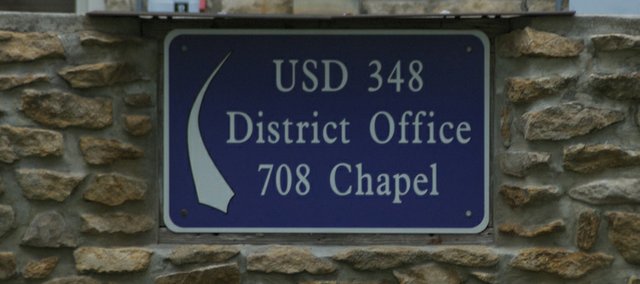 USD 348
District Office
708 Chapel